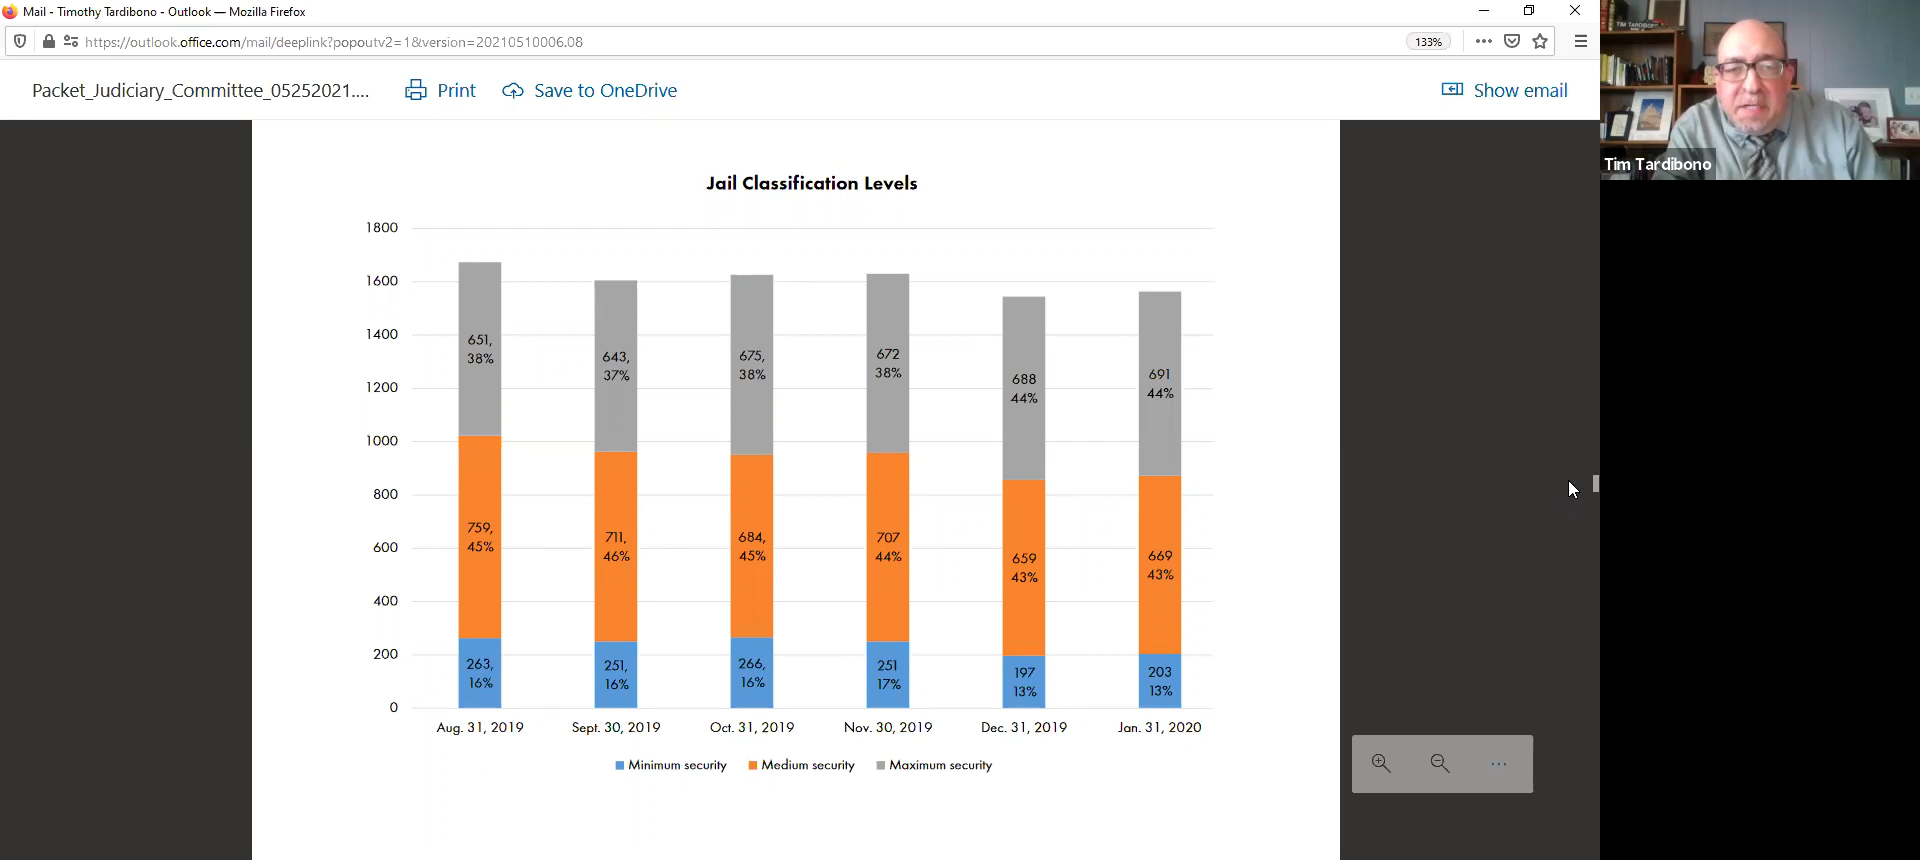 Mail - Timothy Tardibono - Outlook — Mozilla Firefox
https://outlook.office.com/mail/deeplink?popoutv2=1&version=20210510006.08
133%
Packet_Judiciary_Committee_05252021....
Print
Save to OneDrive
Show email
TIM TARDIBONO
Tim Tardibono
Jail Classification Levels
1800
1600
1400
1200
1000
800
600
400
200
0
651,
38%
643,
37%
675,
38%
672
38%
688
44%
691
44%
759,
45%
711,
46%
684,
45%
707
44%
659
43%
669
43%
263,
16%
251,
16%
266,
16%
251
17%
197
13%
203
13%
Aug. 31, 2019
Sept. 30, 2019
Oct. 31, 2019
Nov. 30, 2019
Dec. 31, 2019
Jan. 31, 2020
Minimum security
Medium security
Maximum security